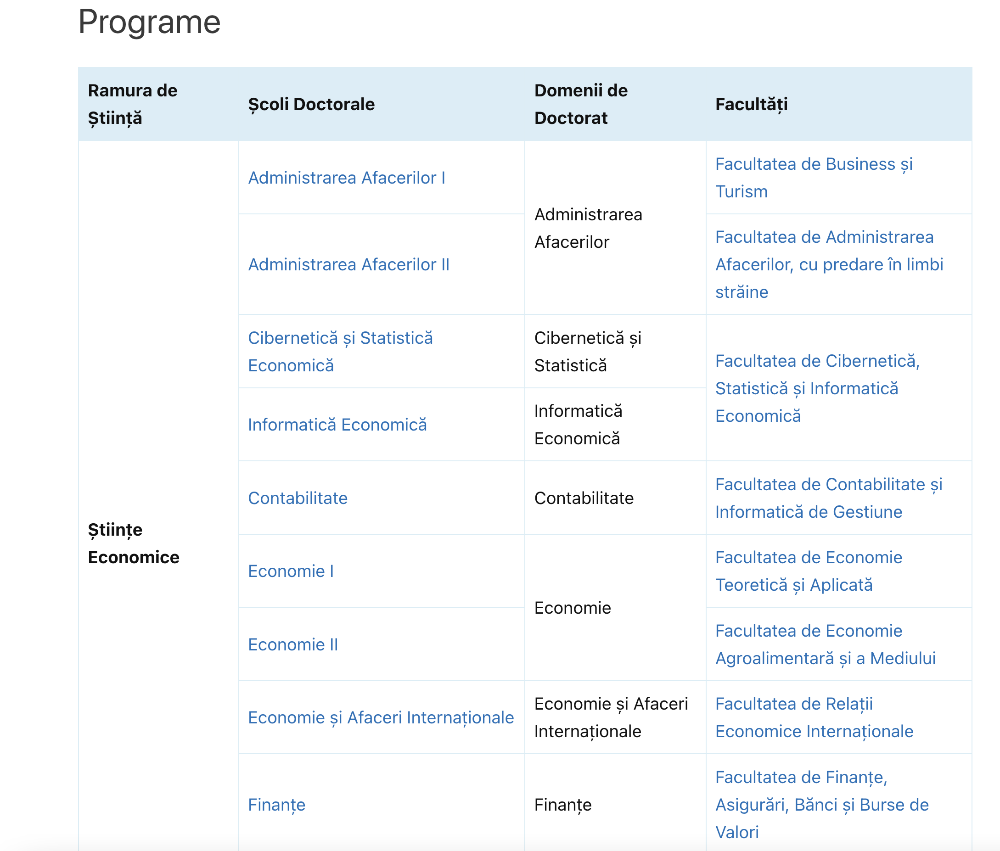 Programe
Ramura de
Știință
Școli Doctorale
Domenii de
Doctorat
Facultăți
Științe
Economice
Administrarea Afacerilor I
Administrarea
Afacerilor
Facultatea de Business și
Turism
Administrarea Afacerilor II
Facultatea de Administrarea
Afacerilor, cu predare în limbi
străine
Cibernetică și Statistică
Economică
Cibernetică și
Statistică
Facultatea de Cibernetică,
Statistică și Informatică
Economică
Informatică Economică
Informatică
Economică
Contabilitate
Contabilitate
Facultatea de Contabilitate și
Informatică de Gestiune
Economie I
Economie
Facultatea de Economie
Teoretică și Aplicată
Economie II
Facultatea de Economie
Agroalimentară și a Mediului
Economie și Afaceri Internaționale
Economie și Afaceri
Internaționale
Facultatea de Relații
Economice Internaționale
Finanțe
Finanțe
Facultatea de Finanțe,
Asigurări, Bănci și Burse de
Valori